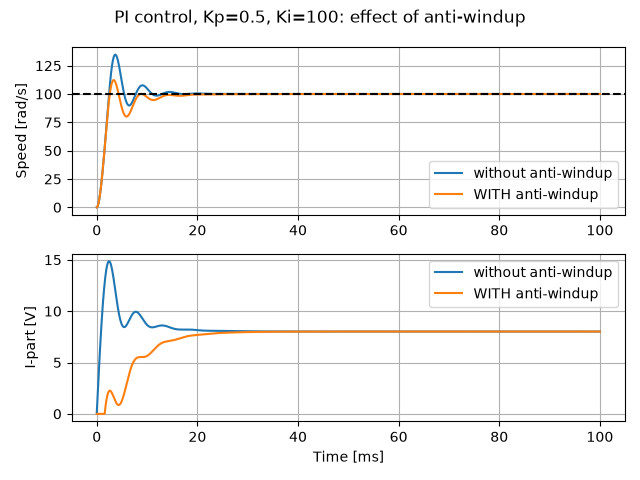 PI control, Kp=0.5, Ki=100: effect of anti-windup
Speed [rad/s]
125
100
75
50
25
0
without anti-windup
WITH anti-windup
0 20 40 60 80 100
I-part [V]
15
10
5
0
without anti-windup
WITH anti-windup
0 20 40 60 80 100
Time [ms]